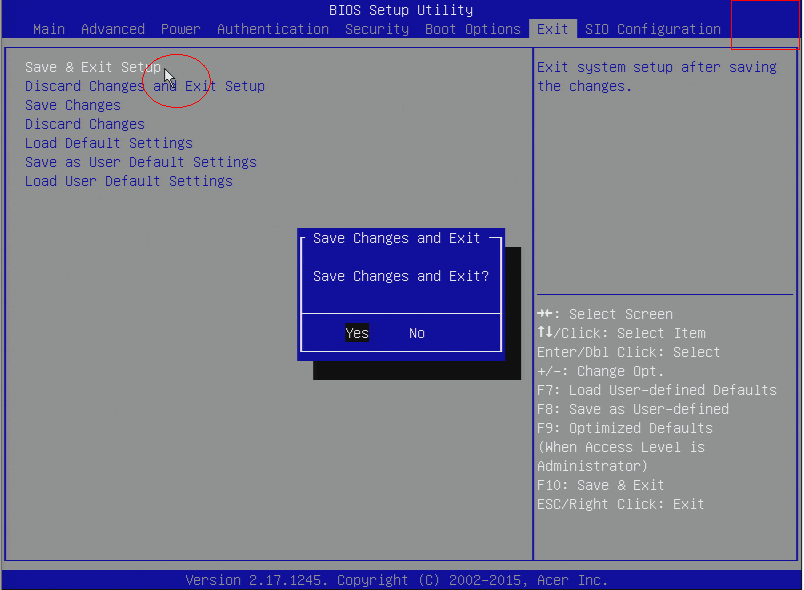 BIOS Setup Utility
Main Advanced Power Authentication Security Boot Options Exit SIO Configuration
Save & Exit Setup
Discard Changes and Exit Setup
Save Changes
Discard Changes
Load Default Settings
Save as User Default Settings
Load User Default Settings
Exit system setup after saving
the changes.
Save Changes and Exit
Save Changes and Exit?
Yes No
→←: Select Screen
↑↓/Click: Select Item
Enter/Dbl Click: Select
+/-: Change Opt.
F7: Load User-defined Defaults
F8: Save as User-defined
F9: Optimized Defaults
(When Access Level is
Administrator)
F10: Save & Exit
ESC/Right Click: Exit
Version 2.17.1245. Copyright (C) 2002-2015, Acer Inc.